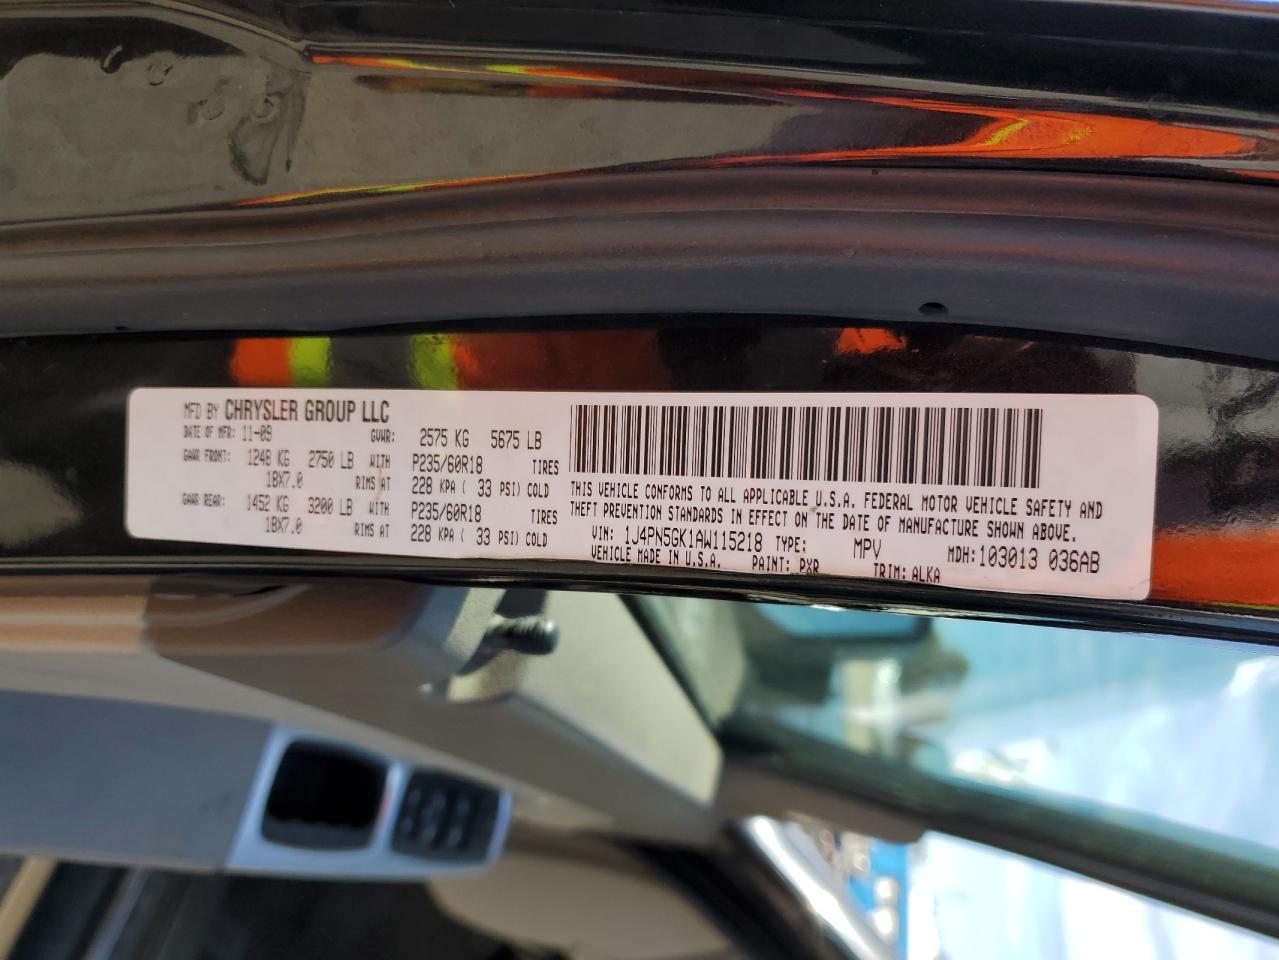 MFD BY CHRYSLER GROUP LLC
DATE OF MFR: 11-09 GVWR: 2575 KG 5675 LB
GAWR FRONT: 1248 KG 2750 LB WITH P235/60R18 TIRES
18X7.0 RIMS AT 228 KPA ( 33 PSI) COLD
GAWR REAR: 1452 KG 3200 LB WITH P235/60R18 TIRES
18X7.0 RIMS AT 228 KPA ( 33 PSI) COLD
THIS VEHICLE CONFORMS TO ALL APPLICABLE U.S.A. FEDERAL MOTOR VEHICLE SAFETY AND
THEFT PREVENTION STANDARDS IN EFFECT ON THE DATE OF MANUFACTURE SHOWN ABOVE.
VIN: 1J4PN5GK1AW115218 TYPE: MPV MDH:103013 036AB
VEHICLE MADE IN U.S.A. PAINT: PXR TRIM: ALKA